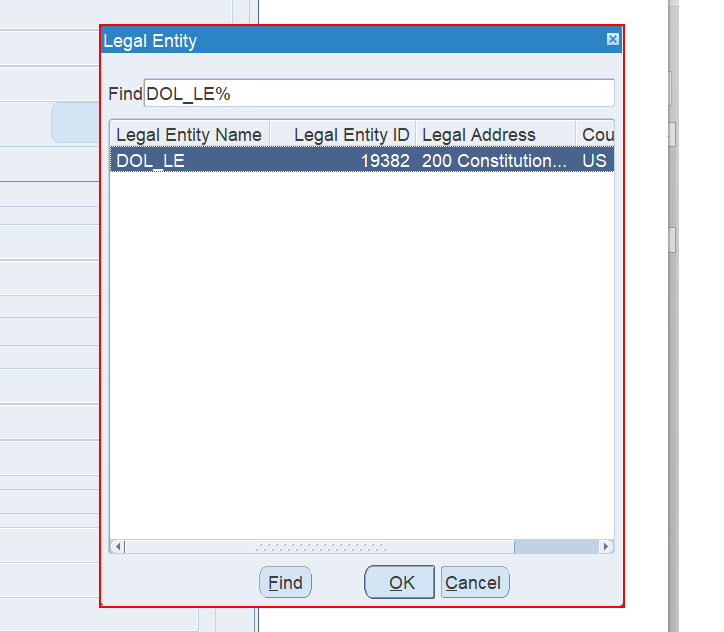 Legal Entity
Find DOL_LE%
Legal Entity Name Legal Entity ID Legal Address Cou
DOL_LE 19382 200 Constitution... US
Find OK Cancel